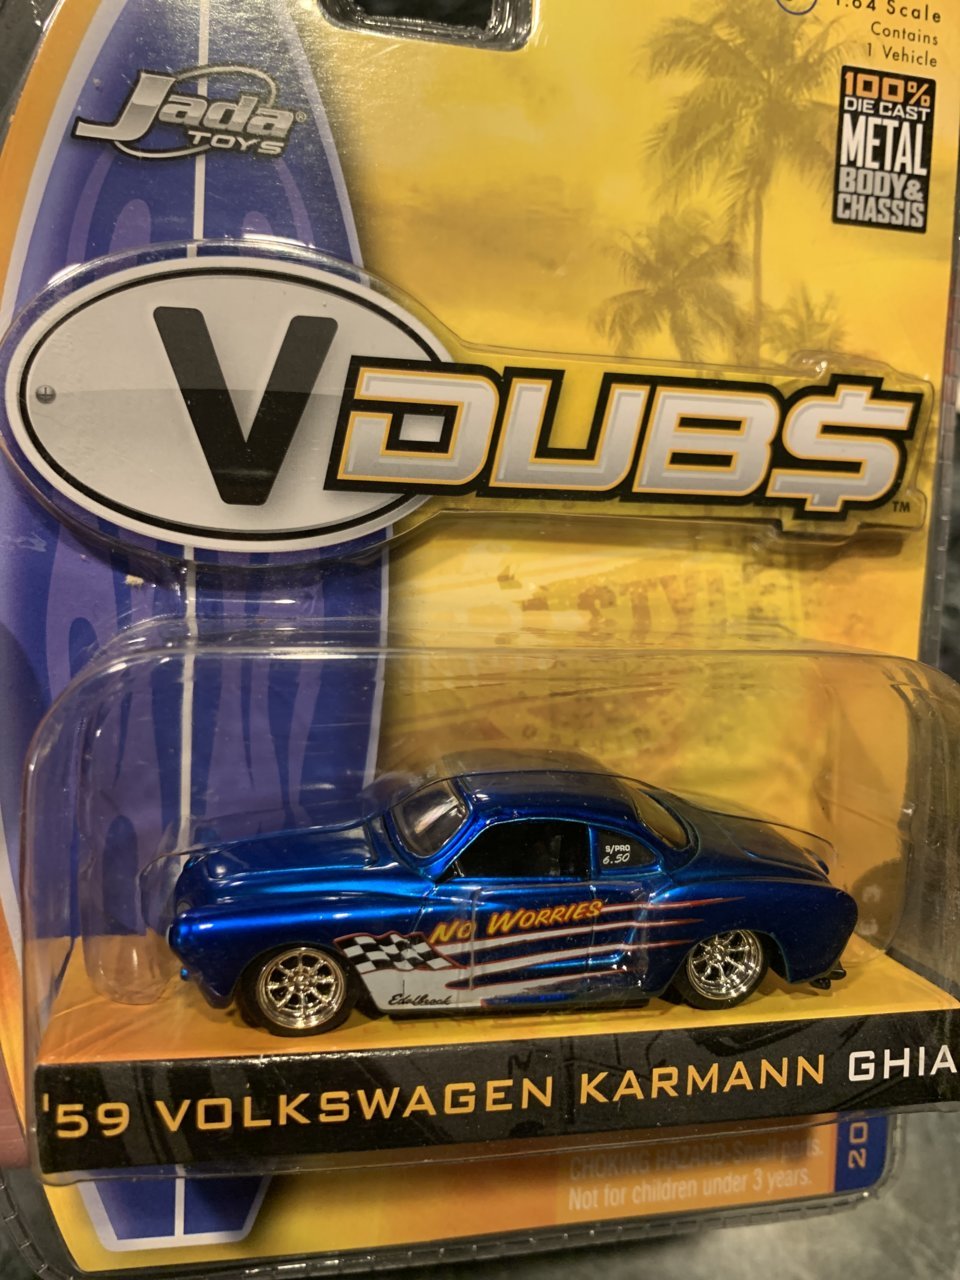 1:64 Scale
Contains
1 Vehicle
Jada®
TOYS
100%
DIE CAST
METAL
BODY&
CHASSIS
V DUB$ ™
S/PRO
6.50
NO WORRIES
Edelbrock
'59 VOLKSWAGEN KARMANN GHIA
CHOKING HAZARD. Small parts.
Not for children under 3 years.